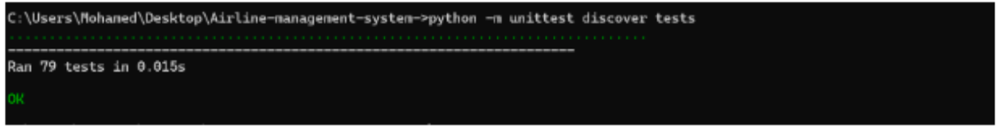 C:\Users\Mohamed\Desktop\Airline-management-system->python -m unittest discover tests
...............................................................................
----------------------------------------------------------------------
Ran 79 tests in 0.015s
OK